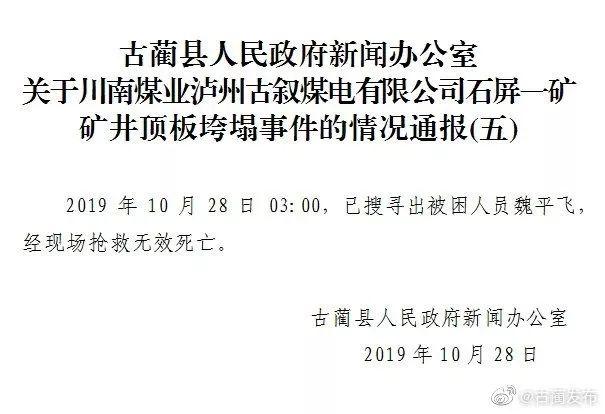 古蔺县人民政府新闻办公室
关于川南煤业泸州古叙煤电有限公司石屏一矿
矿井顶板垮塌事件的情况通报(五)
2019 年 10 月 28 日 03:00,已搜寻出被困人员魏平飞,
经现场抢救无效死亡。
古蔺县人民政府新闻办公室
2019 年 10 月 28 日
@古蔺发布